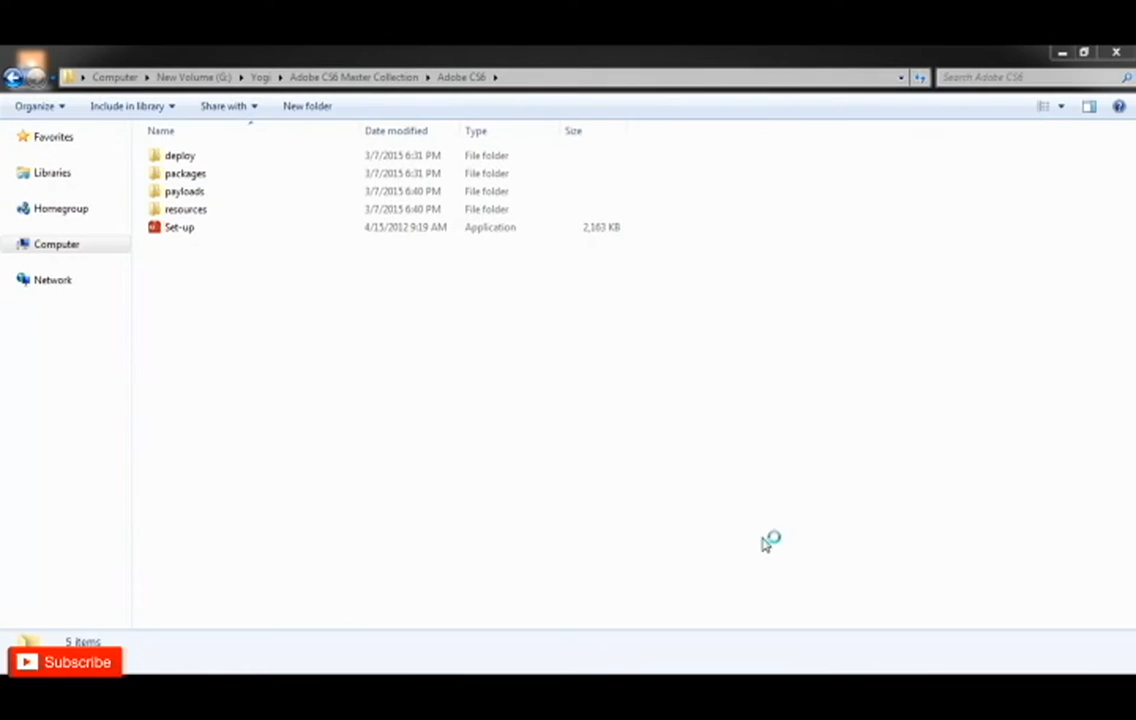 Computer New Volume (G:) Yogi Adobe CS6 Master Collection Adobe CS6 Search Adobe CS6
Organize Include in library Share with New folder
Name Date modified Type Size
Favorites
Libraries
Homegroup
Computer
Network
deploy 3/7/2015 6:31 PM File folder
packages 3/7/2015 6:31 PM File folder
payloads 3/7/2015 6:40 PM File folder
resources 3/7/2015 6:40 PM File folder
Set-up 4/15/2012 9:19 AM Application 2,163 KB
5 items
Subscribe